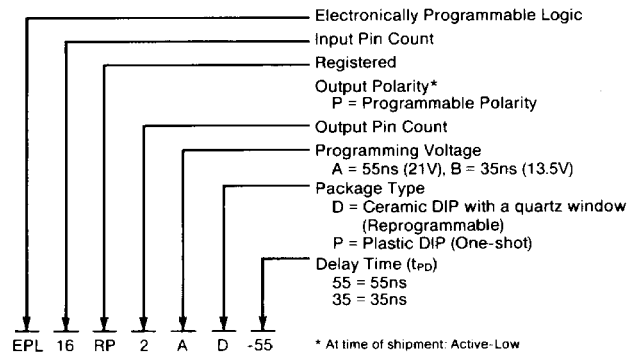 Electronically Programmable Logic
Input Pin Count
Registered
Output Polarity*
P = Programmable Polarity
Output Pin Count
Programming Voltage
A = 55ns (21V), B = 35ns (13.5V)
Package Type
D = Ceramic DIP with a quartz window
(Reprogrammable)
P = Plastic DIP (One-shot)
Delay Time (tPD)
55 = 55ns
35 = 35ns
EPL 16 RP 2 A D -55 * At time of shipment: Active-Low